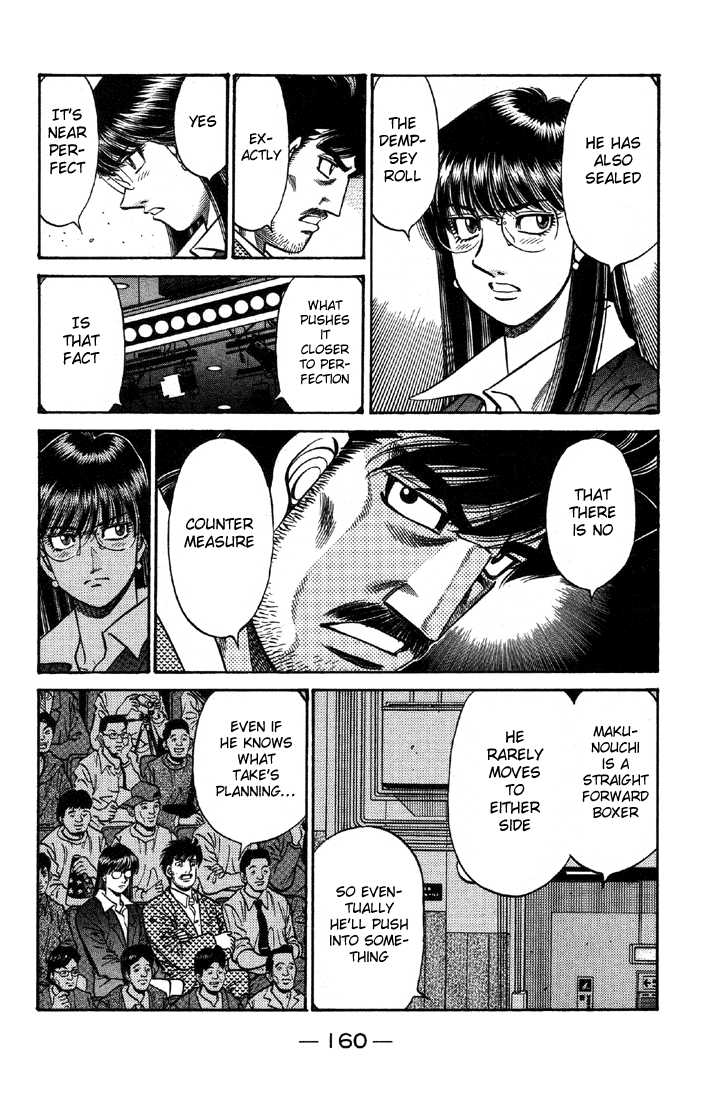 HE HAS
ALSO
SEALED
THE
DEMP-
SEY
ROLL
EX-
ACTLY
YES
IT'S
NEAR
PER-
FECT
WHAT
PUSHES
IT
CLOSER
TO PER-
FECTION
IS
THAT
FACT
THAT
THERE
IS NO
COUNTER
MEASURE
MAKU-
NOUCHI
IS A
STRAIGHT
FORWARD
BOXER
HE
RARELY
MOVES
TO
EITHER
SIDE
SO EVEN-
TUALLY
HE'LL PUSH
INTO SOME-
THING
EVEN IF
HE KNOWS
WHAT
TAKE'S
PLANNING...
— 160 —